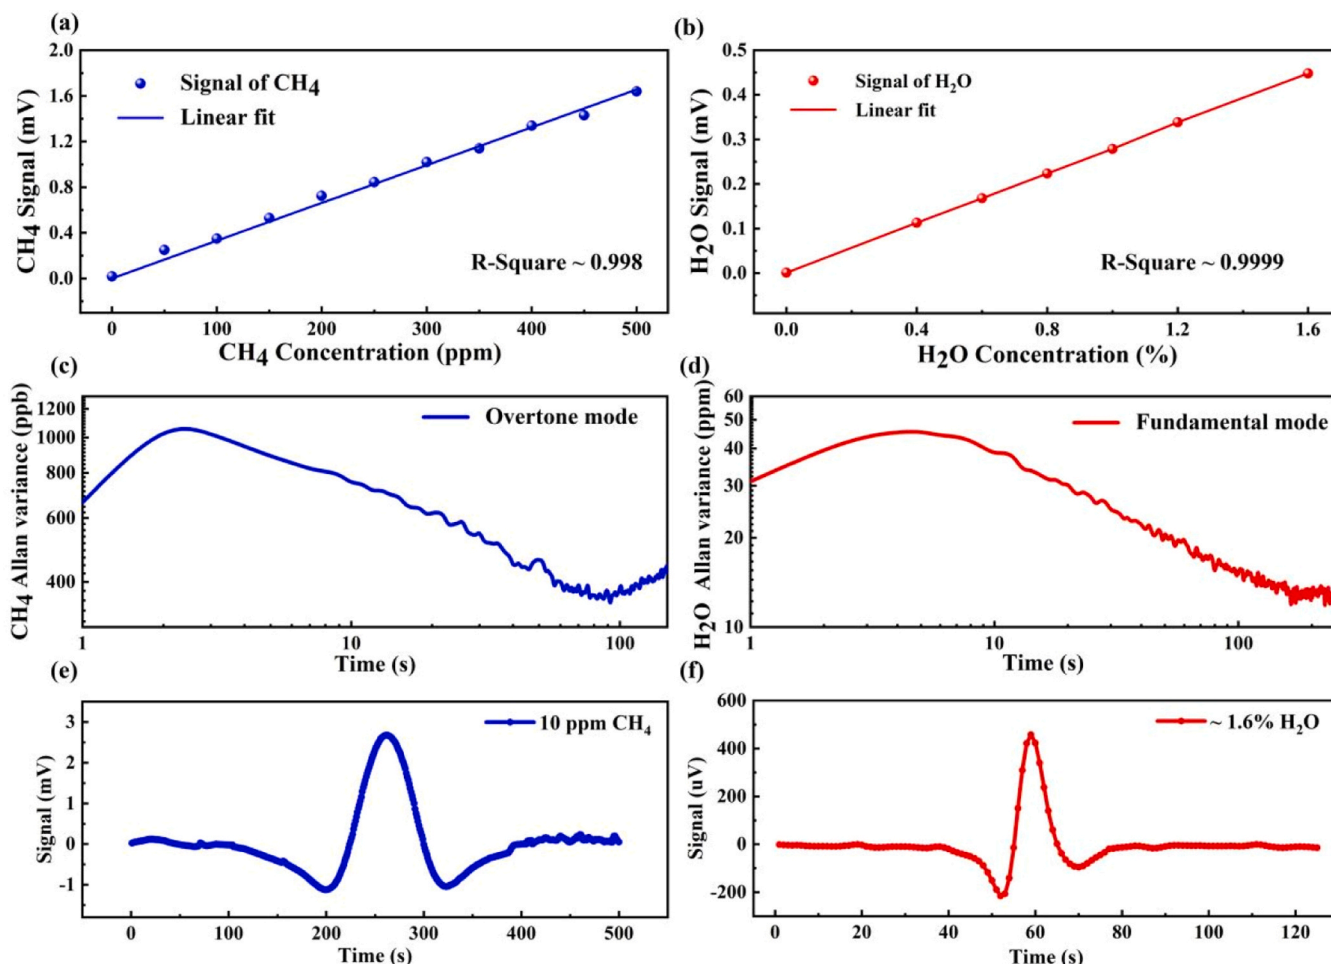 (a)
2.0
1.6
1.2
0.8
0.4
0.0
CH4 Signal (mV)
Signal of CH4
Linear fit
R-Square ~ 0.998
0 100 200 300 400 500
CH4 Concentration (ppm)
(b)
0.5
0.4
0.3
0.2
0.1
0.0
H2O Signal (mV)
Signal of H2O
Linear fit
R-Square ~ 0.9999
0.0 0.4 0.8 1.2 1.6
H2O Concentration (%)
(c)
1200
1000
800
600
400
CH4 Allan variance (ppb)
Overtone mode
1 10 100
Time (s)
(d)
60
50
40
30
20
10
H2O Allan variance (ppm)
Fundamental mode
1 10 100
Time (s)
(e)
3
2
1
0
-1
Signal (mV)
10 ppm CH4
0 100 200 300 400 500
Time (s)
(f)
600
400
200
0
-200
Signal (uV)
~ 1.6% H2O
0 20 40 60 80 100 120
Time (s)